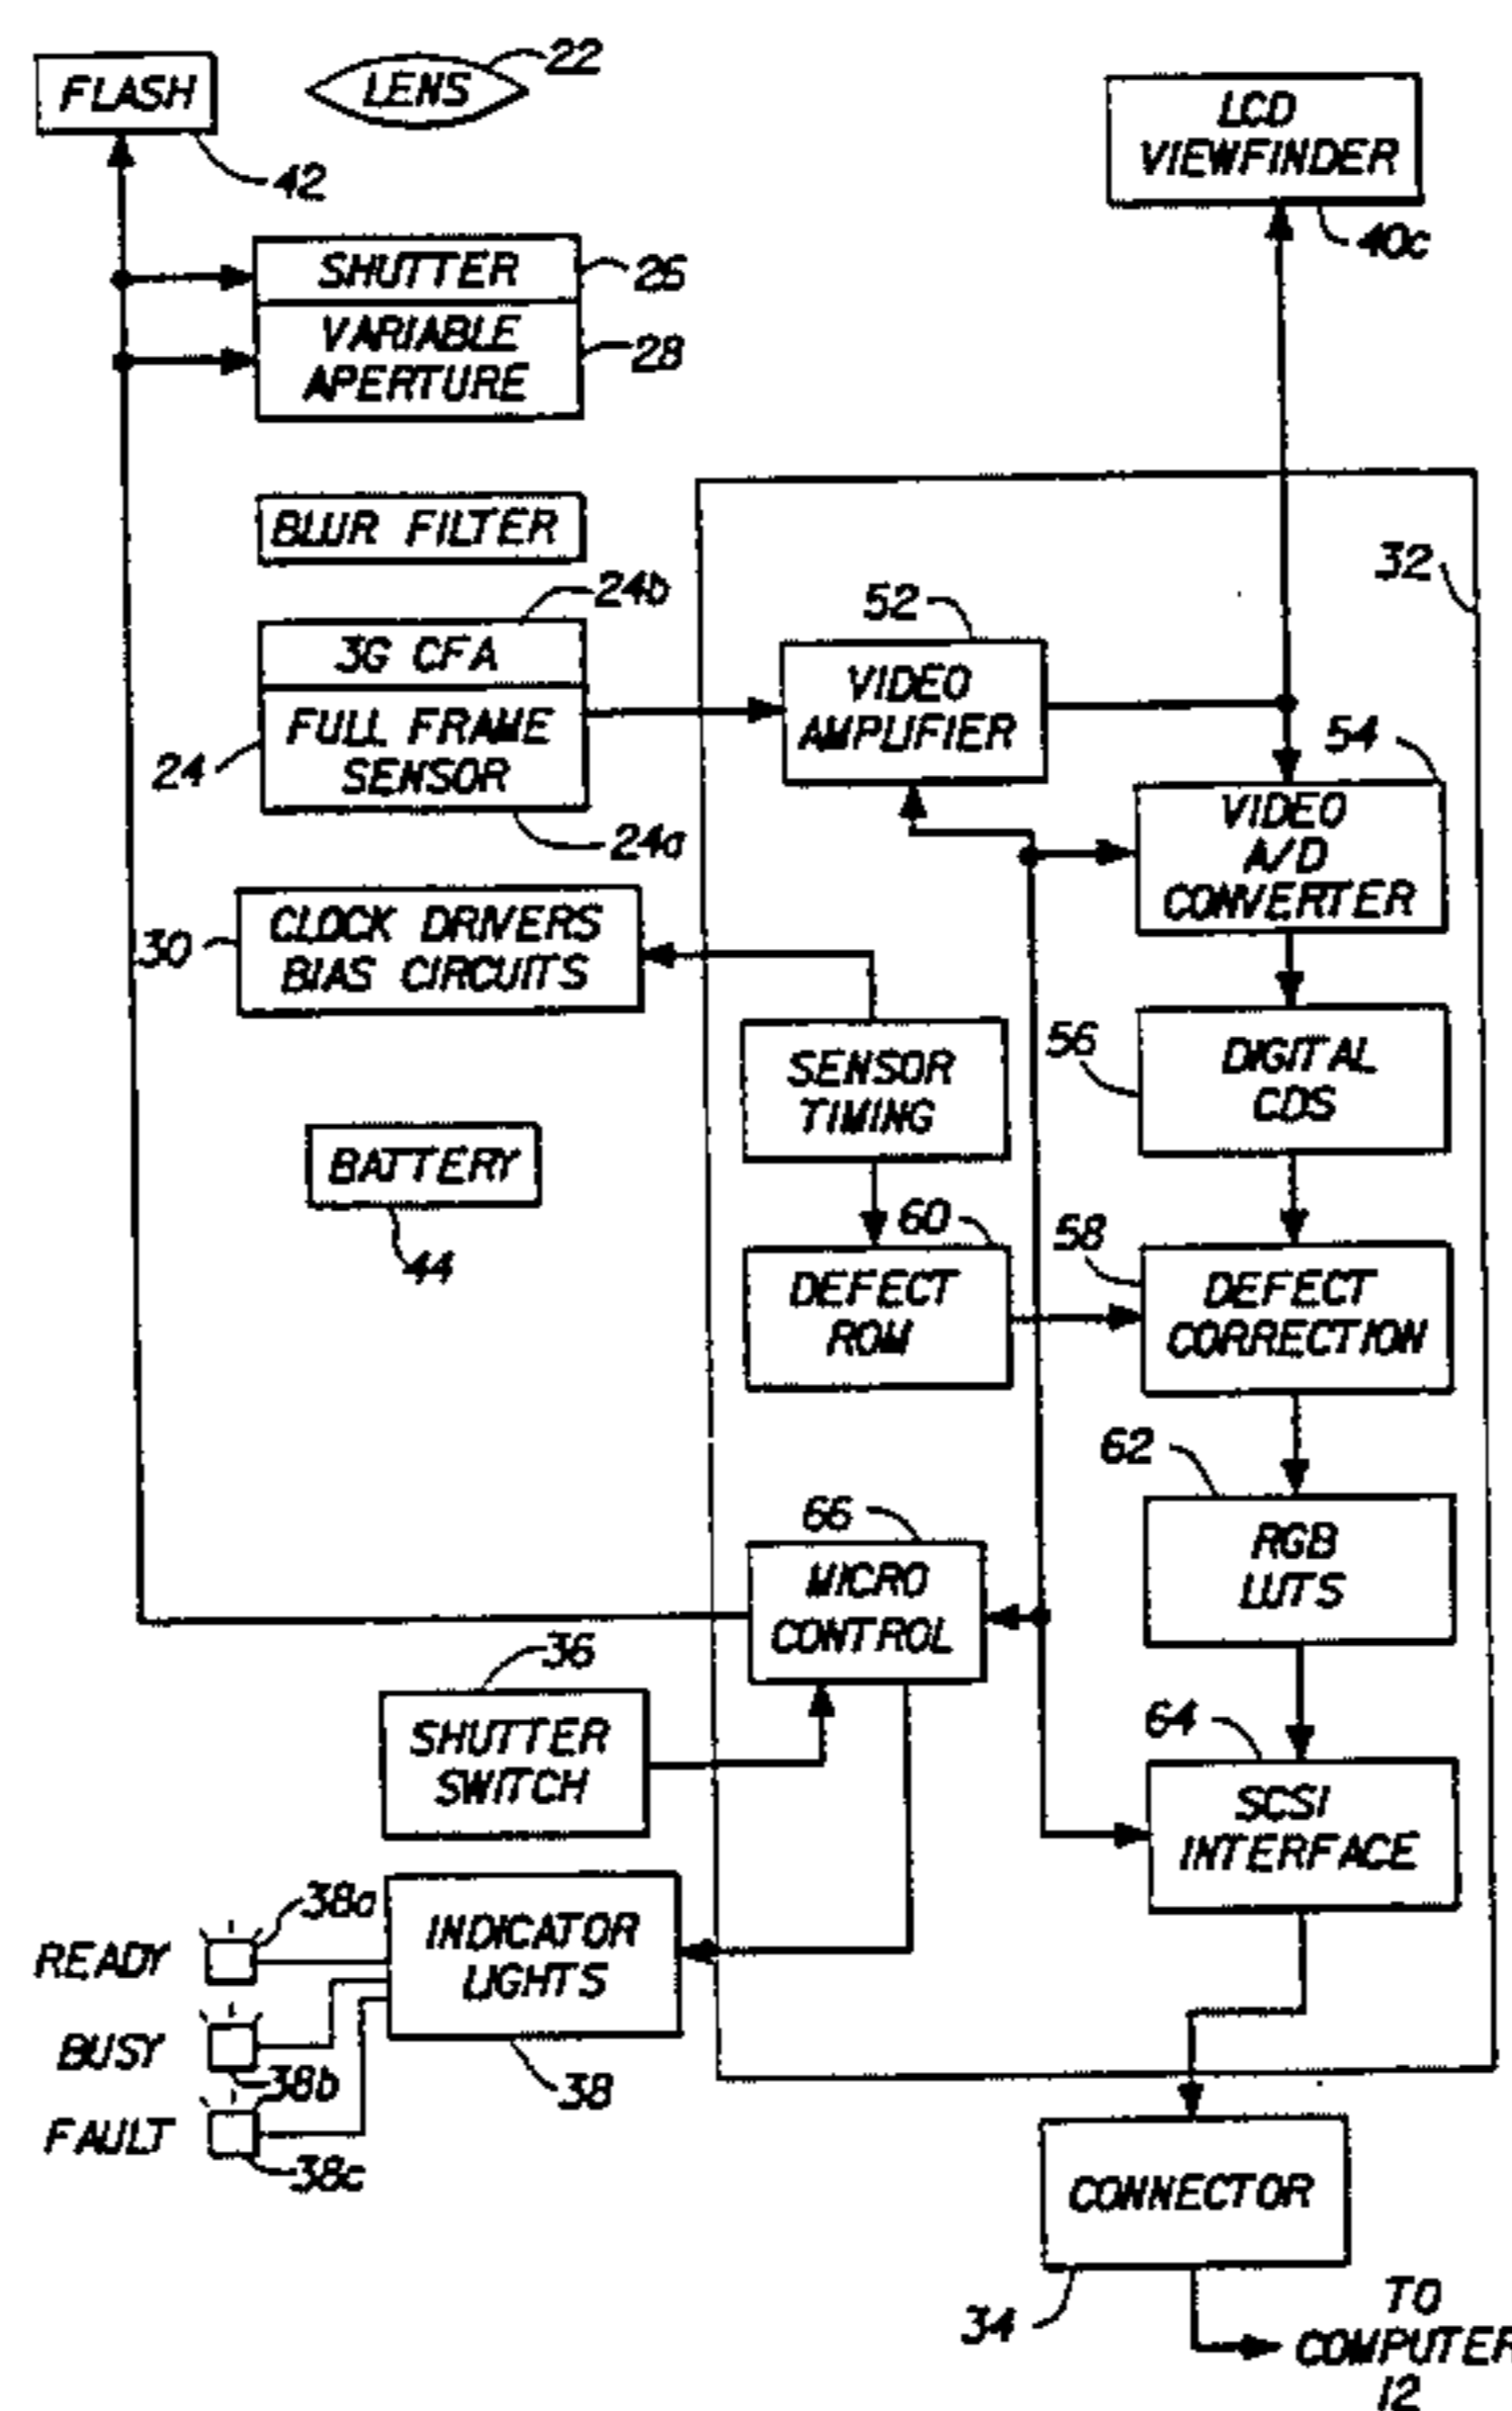 FLASH
LENS
22
42
LCD
VIEWFINDER
40c
SHUTTER
26
VARIABLE
APERTURE
28
BLUR FILTER
24b
3G CFA
FULL FRAME
SENSOR
24
24a
32
52
VIDEO
AMPLIFIER
54
VIDEO
A/D
CONVERTER
30
CLOCK DRIVERS
BIAS CIRCUITS
SENSOR
TIMING
56
DIGITAL
CDS
BATTERY
44
60
DEFECT
ROM
58
DEFECT
CORRECTION
62
RGB
LUTS
66
MICRO
CONTROL
36
SHUTTER
SWITCH
64
SCSI
INTERFACE
READY
38a
BUSY
38b
FAULT
38c
INDICATOR
LIGHTS
38
CONNECTOR
34
TO
COMPUTER
12